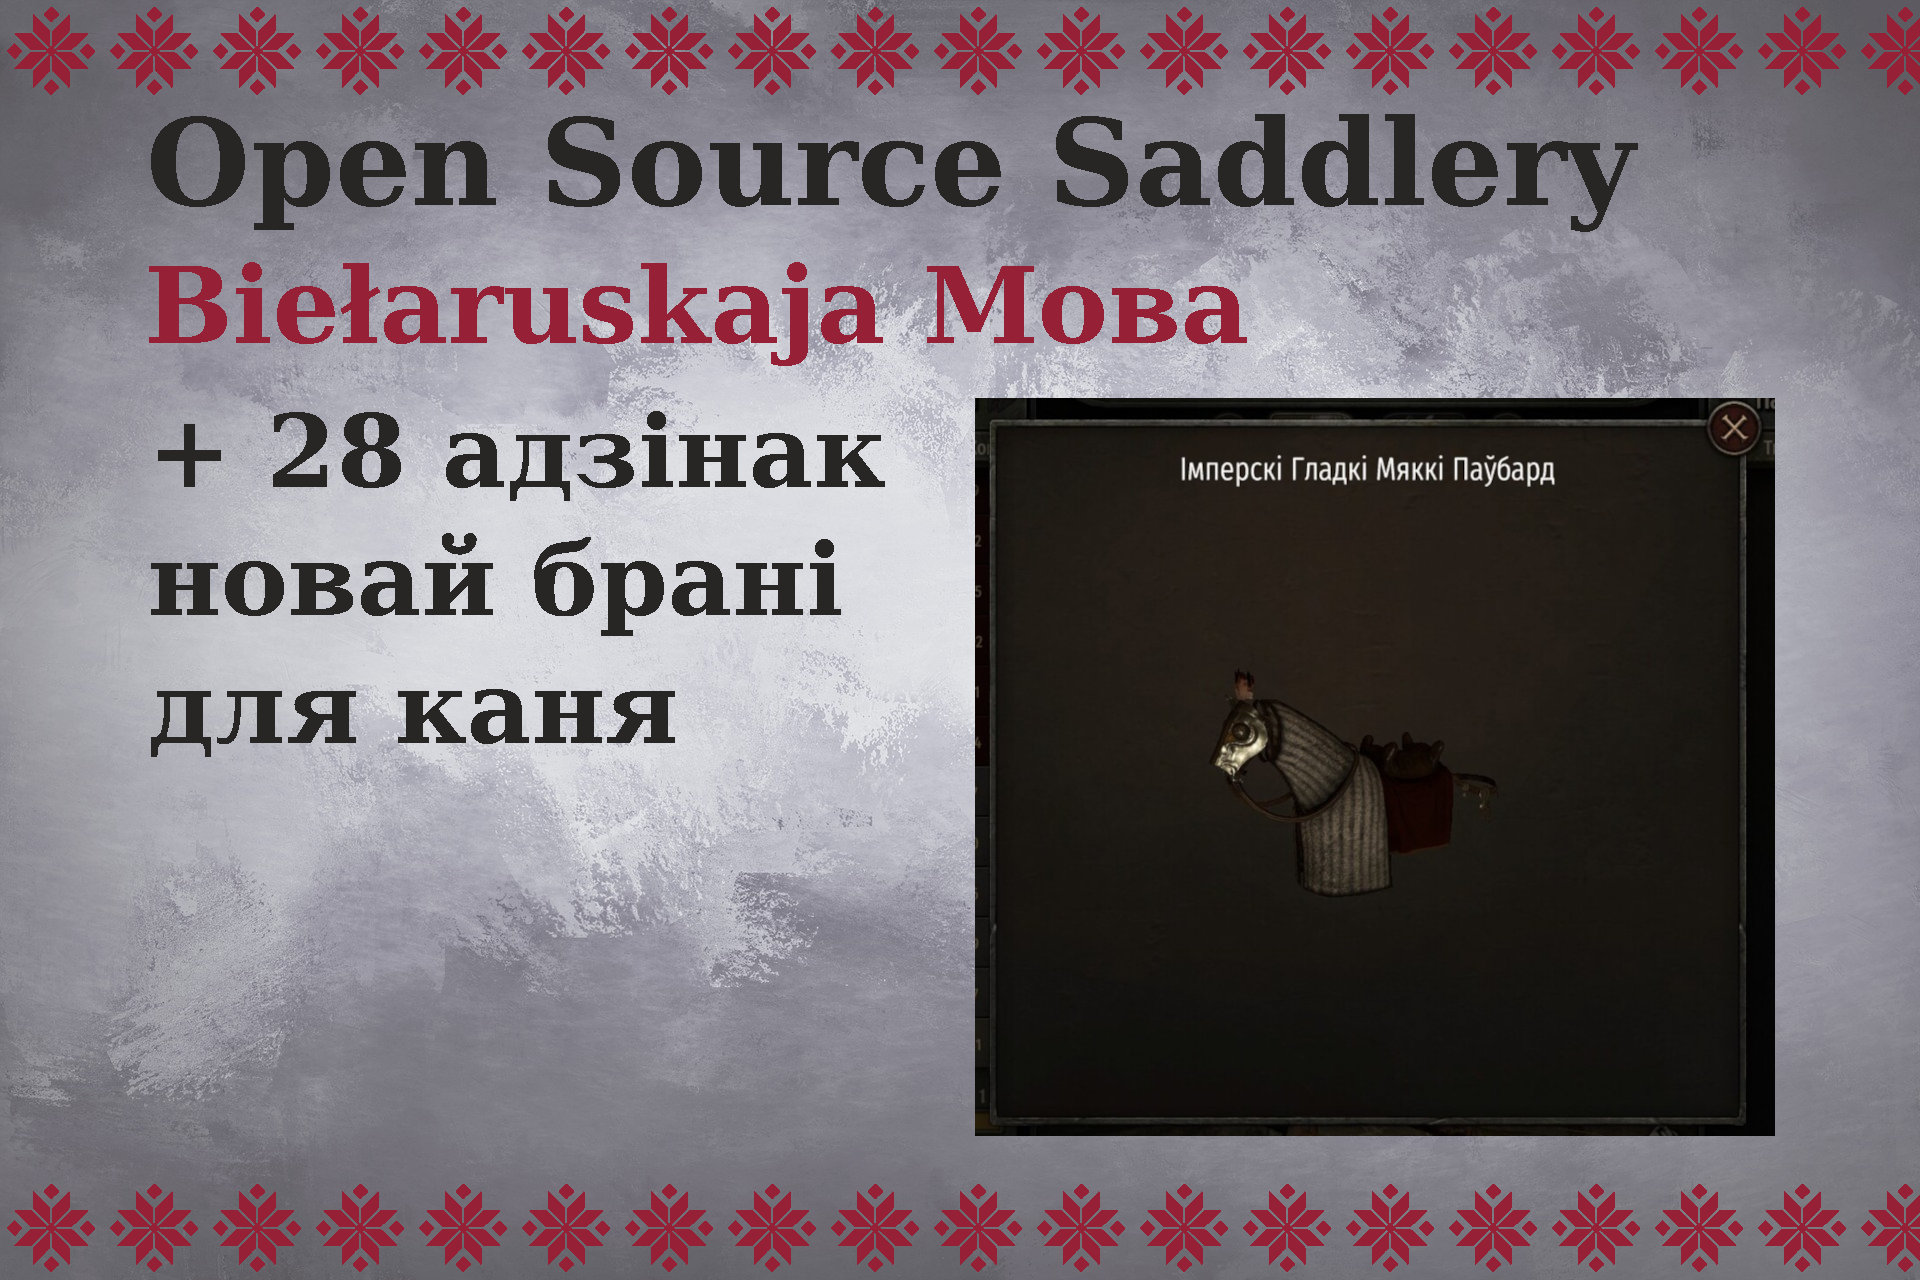 Open Source Saddlery
Biełaruskaja Мова
+ 28 адзінак
новай брані
для каня
Імперскі Гладкі Мяккі Паўбард